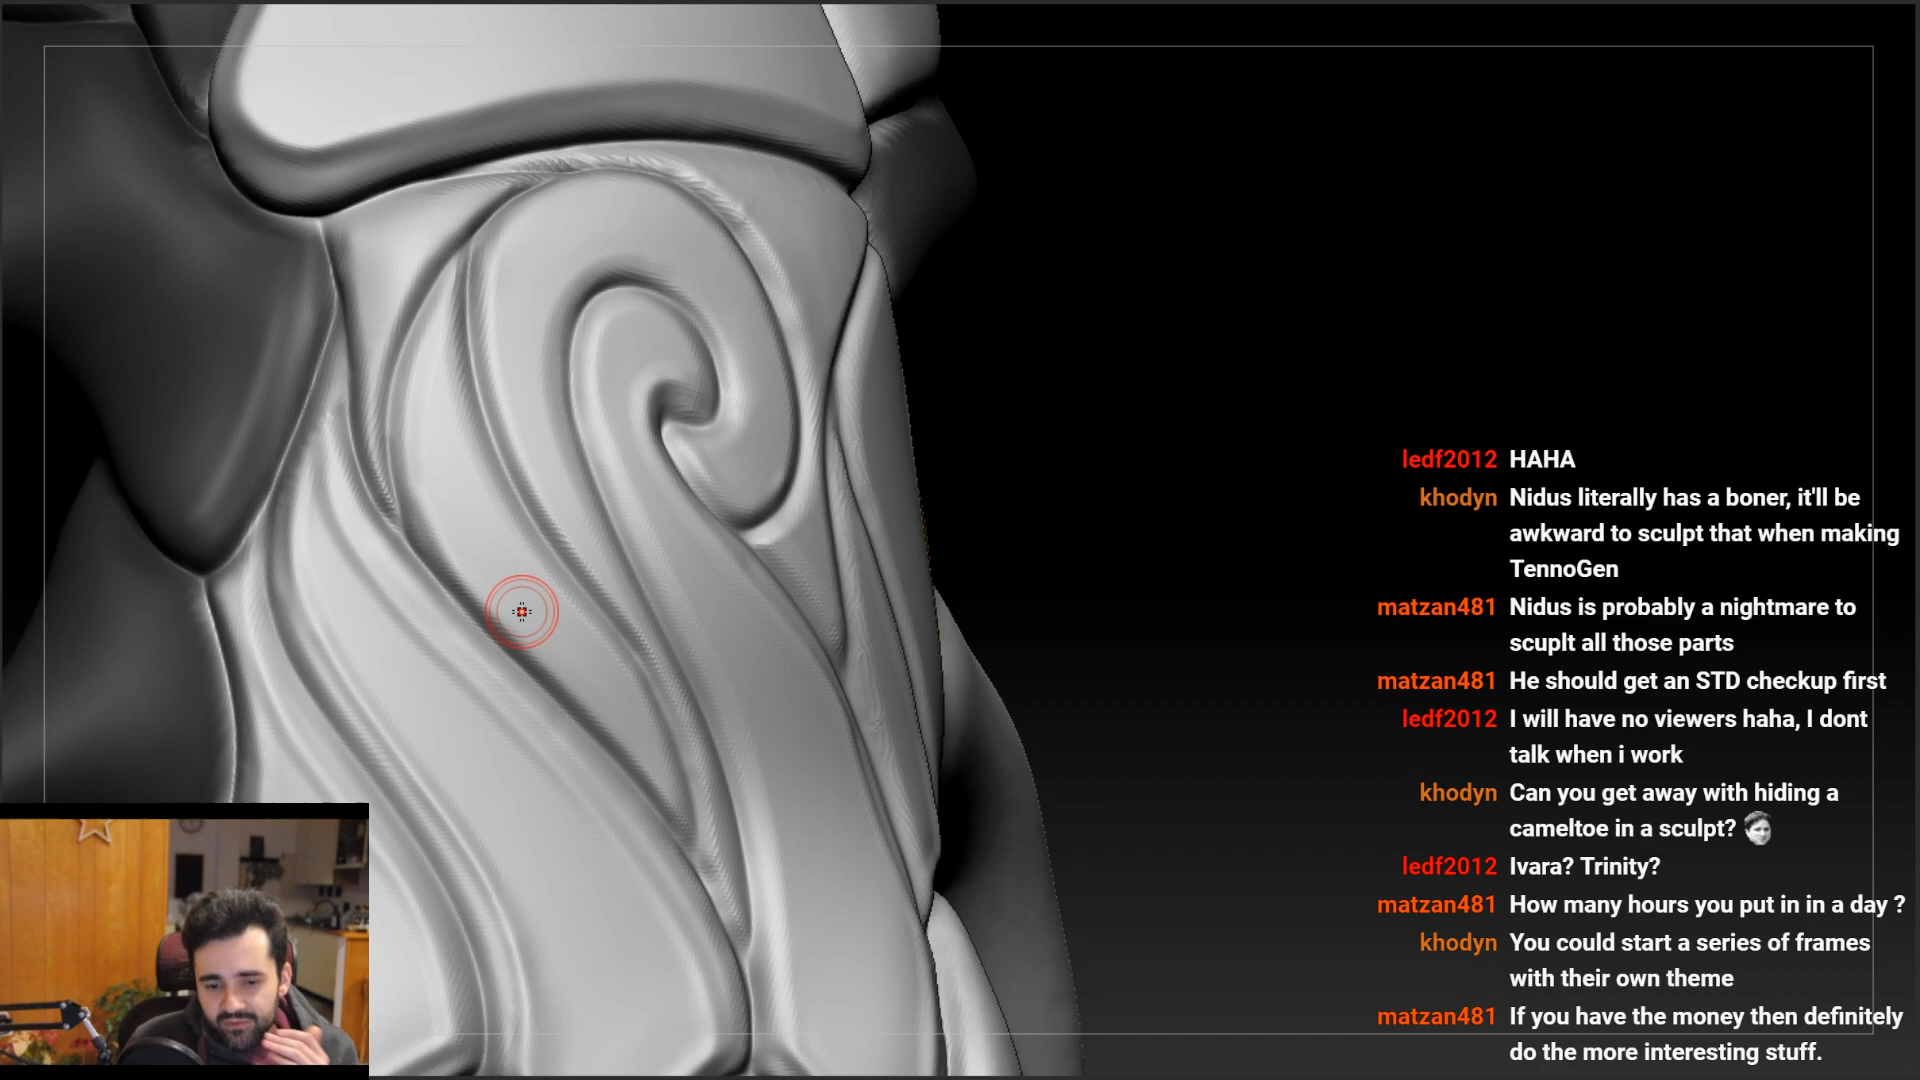 ledf2012 HAHA
khodyn Nidus literally has a boner, it'll be
awkward to sculpt that when making
TennoGen
matzan481 Nidus is probably a nightmare to
scuplt all those parts
matzan481 He should get an STD checkup first
ledf2012 I will have no viewers haha, I dont
talk when i work
khodyn Can you get away with hiding a
cameltoe in a sculpt?
ledf2012 Ivara? Trinity?
matzan481 How many hours you put in in a day ?
khodyn You could start a series of frames
with their own theme
matzan481 If you have the money then definitely
do the more interesting stuff.